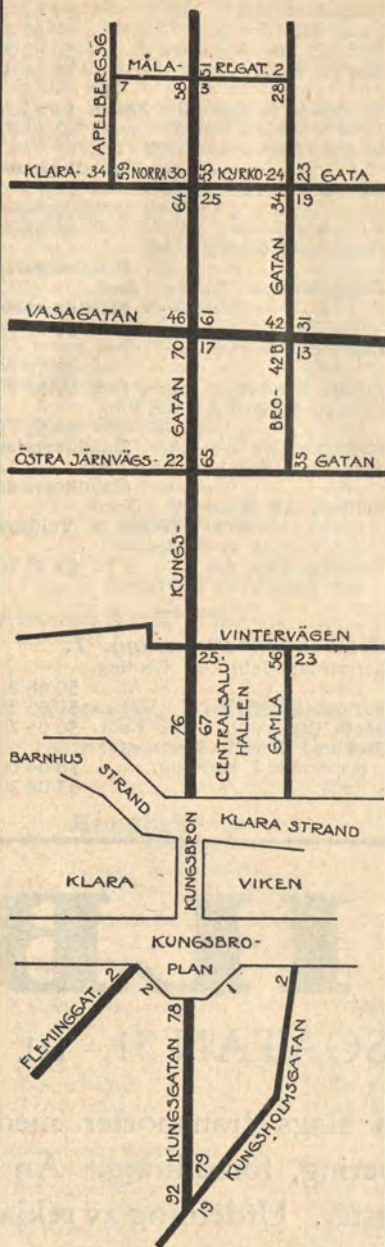 APELBERGSG.
MÅLA- 51 REGAT. 2
7 58 3 28
KLARA- 34 59 NORRA 30 55 KYRKO- 24 23 GATA
64 25 34 19
GATAN
VASAGATAN 46 61 42 31
70 17 42B 13
GATAN
BRO-
ÖSTRA JÄRNVÄGS- 22 65 35 GATAN
KUNGS-
VINTERVÄGEN
25 56 23
76 67 CENTRALSALU-
HALLEN
GAMLA
BARNHUS
STRAND
KUNGSBRON
KLARA STRAND
KLARA VIKEN
KUNGSBRO-
PLAN
2 2 1 2
FLEMINGGAT.
78
KUNGSGATAN
KUNGSHOLMSGATAN
92 79
19